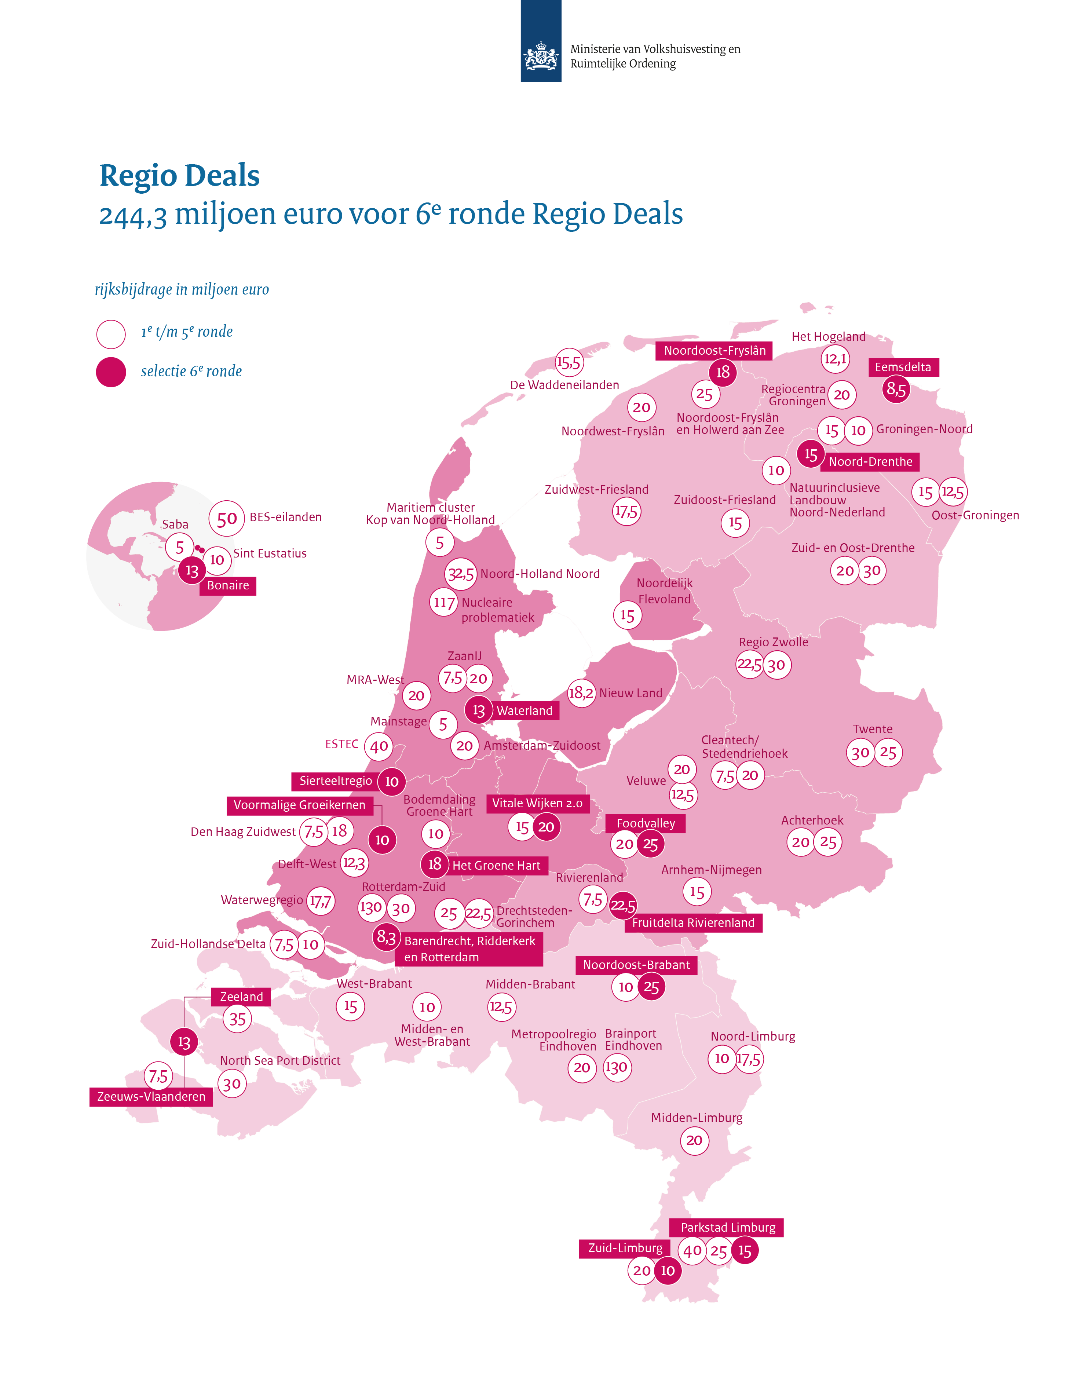 Ministerie van Volkshuisvesting en
Ruimtelijke Ordening
Regio Deals
244,3 miljoen euro voor 6e ronde Regio Deals
rijksbijdrage in miljoen euro
1e t/m 5e ronde
selectie 6e ronde
Het Hogeland
12,1
Noordoost-Fryslân
18
25
Noordoost-Fryslân
en Holwerd aan Zee
Eemsdelta
8,5
15,5
De Waddeneilanden
Regiocentra
Groningen
20
20
Noordwest-Fryslân
15 10 Groningen-Noord
15
Noord-Drenthe
10
Natuurinclusieve
Landbouw
Noord-Nederland
15 12,5
Oost-Groningen
Zuidwest-Friesland
17,5
Zuidoost-Friesland
15
Zuid- en Oost-Drenthe
20 30
Saba
5
50 BES-eilanden
10 Sint Eustatius
13
Bonaire
Maritiem cluster
Kop van Noord-Holland
5
32,5 Noord-Holland Noord
117 Nucleaire
problematiek
Noordelijk
Flevoland
15
Regio Zwolle
22,5 30
ZaanIJ
7,5 20
MRA-West
20
18,2 Nieuw Land
13 Waterland
Mainstage 5
ESTEC 40
20 Amsterdam-Zuidoost
Twente
30 25
Cleantech/
Stedendriehoek
7,5 20
Veluwe
20
12,5
Sierteeltregio 10
Voormalige Groeikernen
10
Bodemdaling
Groene Hart
10
Vitale Wijken 2.0
15 20
Den Haag Zuidwest 7,5 18
Foodvalley
20 25
Achterhoek
20 25
Delft-West 12,3
18 Het Groene Hart
Arnhem-Nijmegen
15
Rivierenland
7,5 22,5
Fruitdelta Rivierenland
Waterwegregio 17,7
Rotterdam-Zuid
130 30
25 22,5 Drechtsteden-
Gorinchem
Zuid-Hollandse Delta 7,5 10
8,3 Barendrecht, Ridderkerk
en Rotterdam
Noordoost-Brabant
10 25
West-Brabant
15
10
Midden- en
West-Brabant
Midden-Brabant
12,5
Zeeland
35
13
7,5
Zeeuws-Vlaanderen
North Sea Port District
30
Metropoolregio
Eindhoven
20
Brainport
Eindhoven
130
Noord-Limburg
10 17,5
Midden-Limburg
20
Parkstad Limburg
40 25 15
Zuid-Limburg
20 10